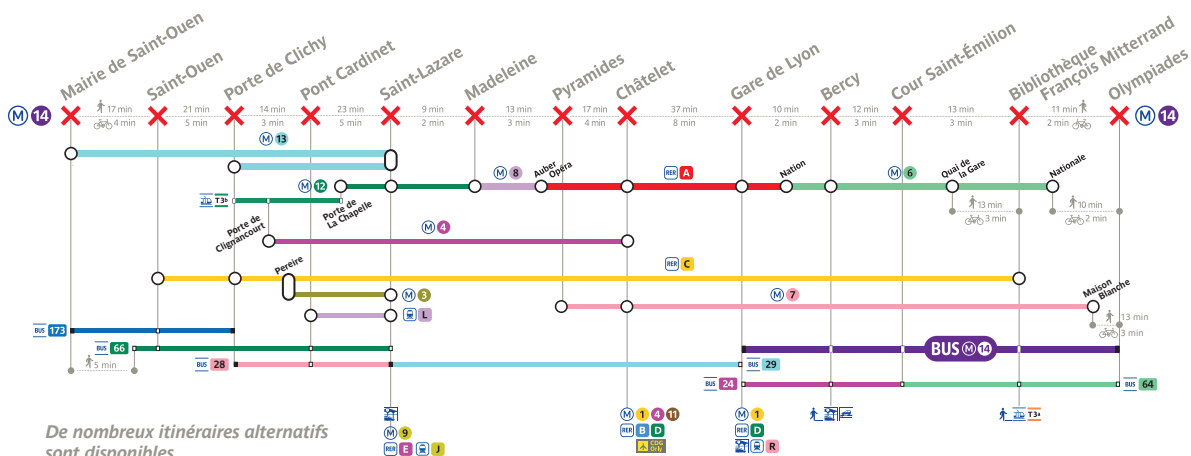 Mairie de Saint-Ouen
Saint-Ouen
Porte de Clichy
Pont Cardinet
Saint-Lazare
Madeleine
Pyramides
Châtelet
Gare de Lyon
Bercy
Cour Saint-Émilion
Bibliothèque
François Mitterrand
Olympiades
M 14
17 min
21 min
14 min
23 min
9 min
13 min
17 min
37 min
10 min
12 min
13 min
11 min
4 min
5 min
3 min
5 min
2 min
3 min
4 min
8 min
2 min
3 min
3 min
2 min
M 14
M 13
M 12
M 8
Auber
Opéra
RER A
Nation
M 6
Quai de
la Gare
Nationale
T3b
Porte de
La Chapelle
13 min
3 min
10 min
2 min
Porte de
Clignancourt
M 4
Pereire
RER C
M 3
M 7
Maison
Blanche
L
13 min
3 min
BUS 173
BUS 66
BUS M 14
5 min
BUS 28
BUS 29
BUS 24
BUS 64
M 9
RER E J
M 1 4 11
RER B D
CDG
Orly
M 1
RER D
R
T3a
De nombreux itinéraires alternatifs
sont disponibles